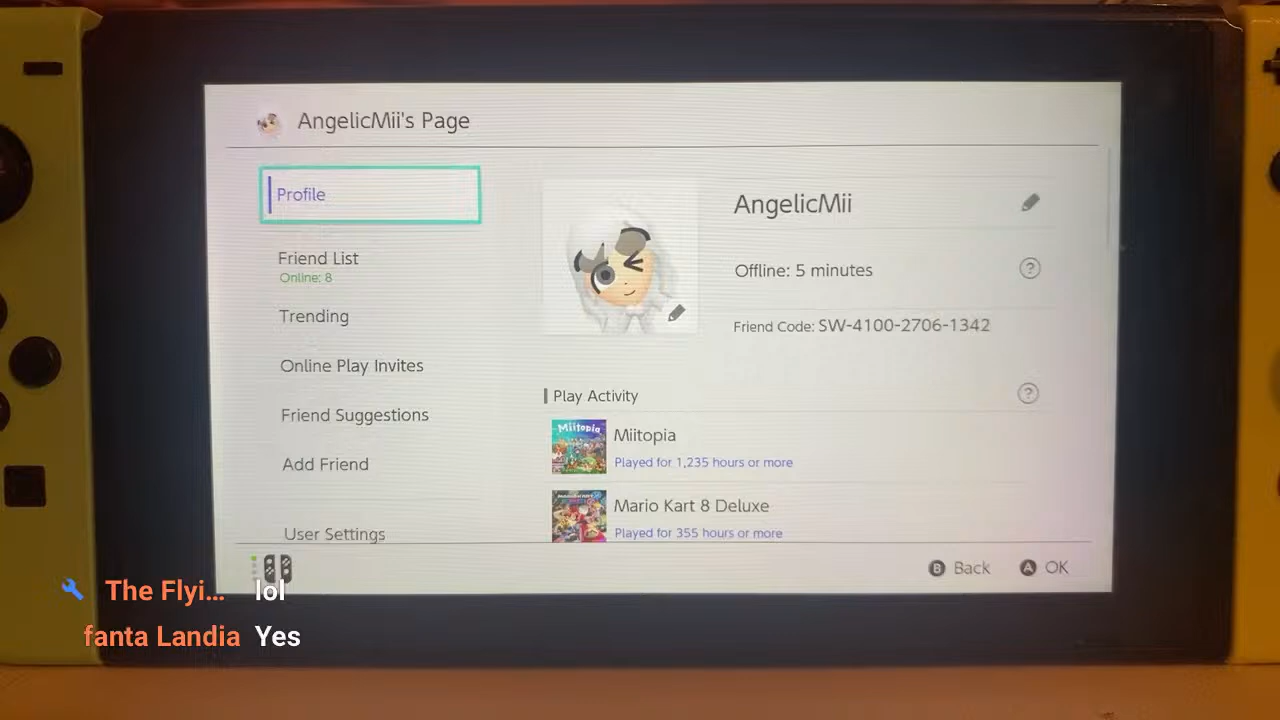 AngelicMii's Page
Profile
Friend List
Online: 8
Trending
Online Play Invites
Friend Suggestions
Add Friend
User Settings
AngelicMii
Offline: 5 minutes
?
Friend Code: SW-4100-2706-1342
Play Activity
?
Miitopia
Miitopia
Played for 1,235 hours or more
Mario Kart 8 Deluxe
Played for 355 hours or more
B Back
A OK
The Flyi... lol
fanta Landia Yes